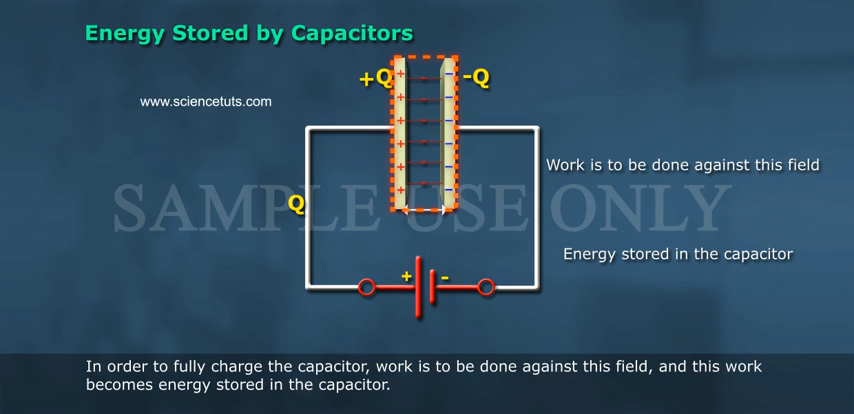 Energy Stored by Capacitors
+Q
-Q
www.sciencetuts.com
Work is to be done against this field
SAMPLE USE ONLY
Q
Energy stored in the capacitor
+ -
In order to fully charge the capacitor, work is to be done against this field, and this work
becomes energy stored in the capacitor.